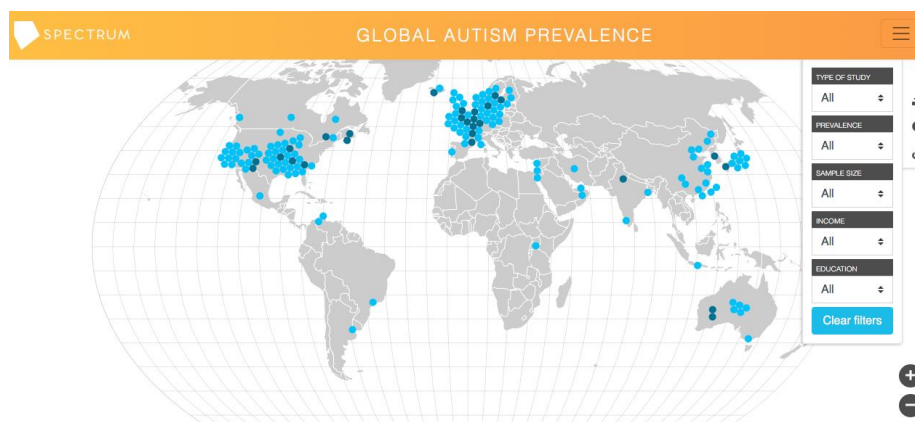 SPECTRUM
GLOBAL AUTISM PREVALENCE
TYPE OF STUDY
All
PREVALENCE
All
SAMPLE SIZE
All
INCOME
All
EDUCATION
All
Clear filters